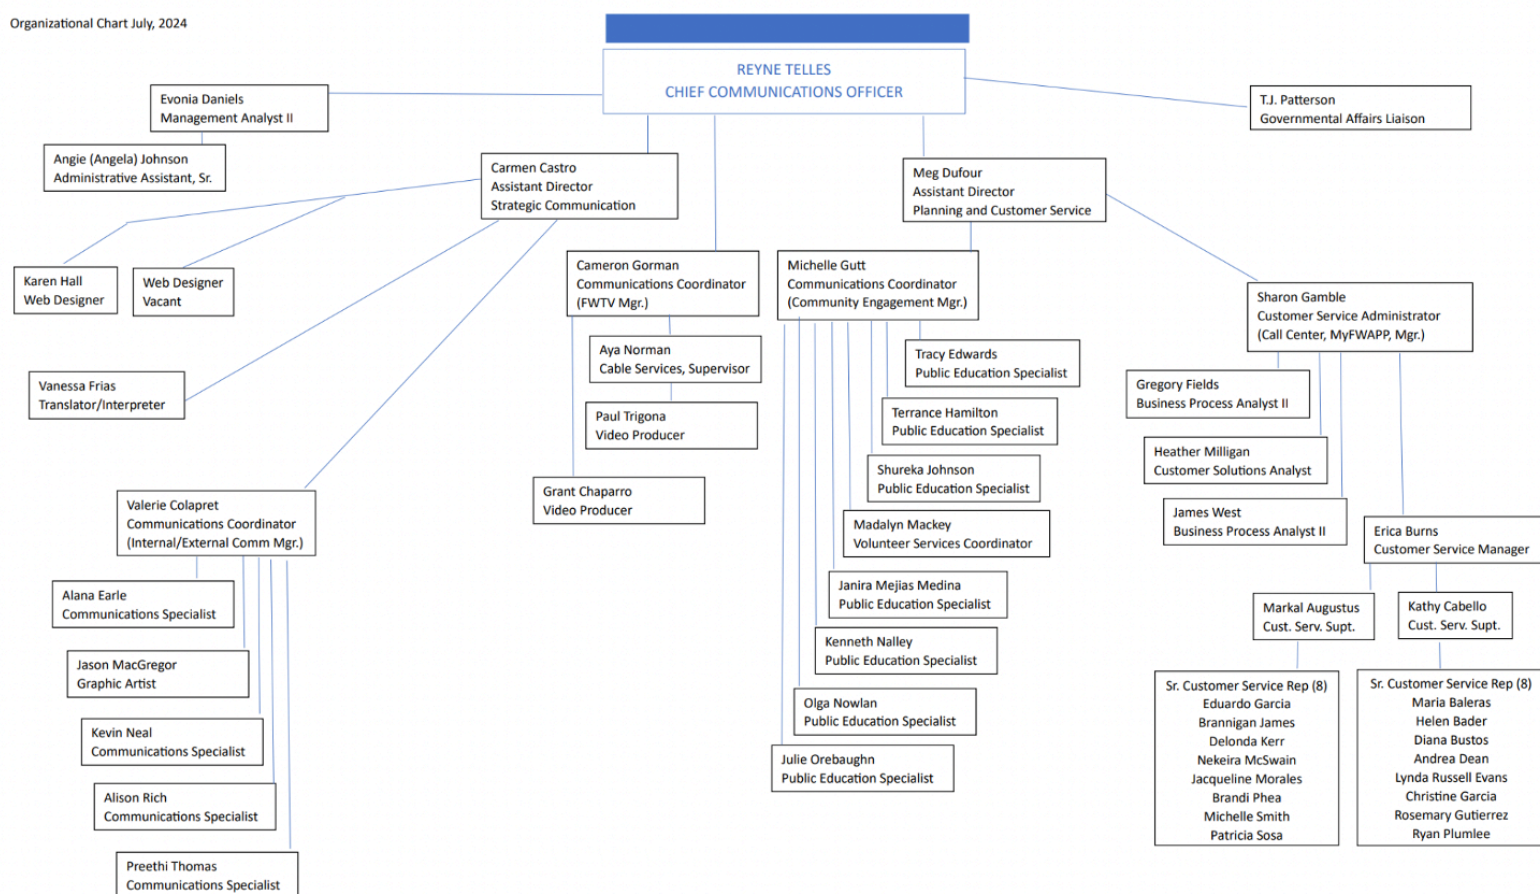 Organizational Chart July, 2024
REYNE TELLES
CHIEF COMMUNICATIONS OFFICER
Evonia Daniels
Management Analyst II
T.J. Patterson
Governmental Affairs Liaison
Angie (Angela) Johnson
Administrative Assistant, Sr.
Carmen Castro
Assistant Director
Strategic Communication
Meg Dufour
Assistant Director
Planning and Customer Service
Karen Hall
Web Designer
Web Designer
Vacant
Cameron Gorman
Communications Coordinator
(FWTV Mgr.)
Michelle Gutt
Communications Coordinator
(Community Engagement Mgr.)
Sharon Gamble
Customer Service Administrator
(Call Center, MyFWAPP, Mgr.)
Vanessa Frias
Translator/Interpreter
Aya Norman
Cable Services, Supervisor
Paul Trigona
Video Producer
Grant Chaparro
Video Producer
Tracy Edwards
Public Education Specialist
Terrance Hamilton
Public Education Specialist
Shureka Johnson
Public Education Specialist
Madalyn Mackey
Volunteer Services Coordinator
Janira Mejias Medina
Public Education Specialist
Kenneth Nalley
Public Education Specialist
Olga Nowlan
Public Education Specialist
Julie Orebaughn
Public Education Specialist
Gregory Fields
Business Process Analyst II
Heather Milligan
Customer Solutions Analyst
James West
Business Process Analyst II
Erica Burns
Customer Service Manager
Markal Augustus
Cust. Serv. Supt.
Kathy Cabello
Cust. Serv. Supt.
Sr. Customer Service Rep (8)
Eduardo Garcia
Brannigan James
Delonda Kerr
Nekeira McSwain
Jacqueline Morales
Brandi Phea
Michelle Smith
Patricia Sosa
Sr. Customer Service Rep (8)
Maria Baleras
Helen Bader
Diana Bustos
Andrea Dean
Lynda Russell Evans
Christine Garcia
Rosemary Gutierrez
Ryan Plumlee
Valerie Colapret
Communications Coordinator
(Internal/External Comm Mgr.)
Alana Earle
Communications Specialist
Jason MacGregor
Graphic Artist
Kevin Neal
Communications Specialist
Alison Rich
Communications Specialist
Preethi Thomas
Communications Specialist